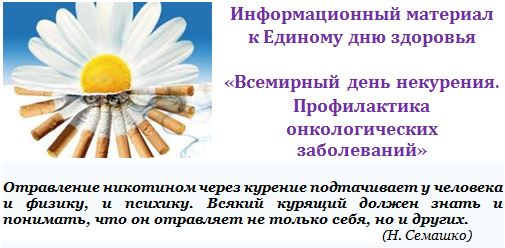 Информационный материал
к Единому дню здоровья
«Всемирный день некурения.
Профилактика
онкологических
заболеваний»
Отравление никотином через курение подтачивает у человека
и физику, и психику. Всякий курящий должен знать и
понимать, что он отравляет не только себя, но и других.
(Н. Семашко)